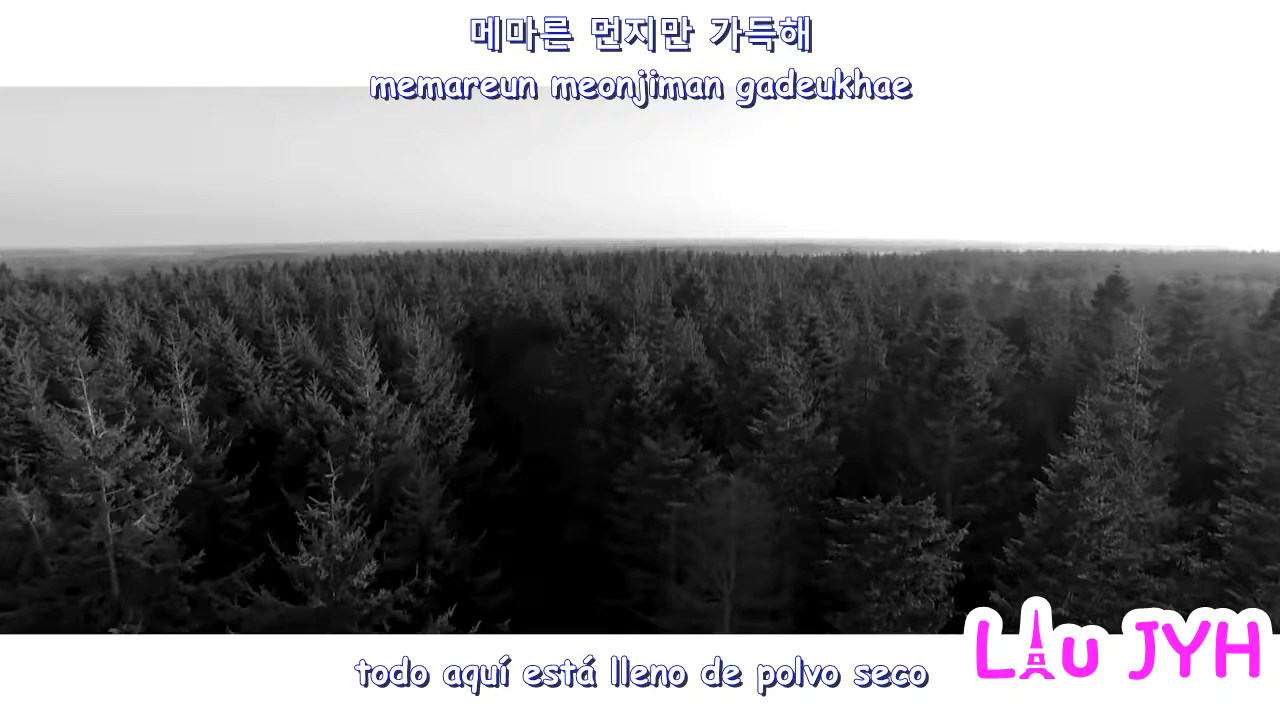 메마른 먼지만 가득해
memareun meonjiman gadeukhae
todo aquí está lleno de polvo seco
Lau JYH